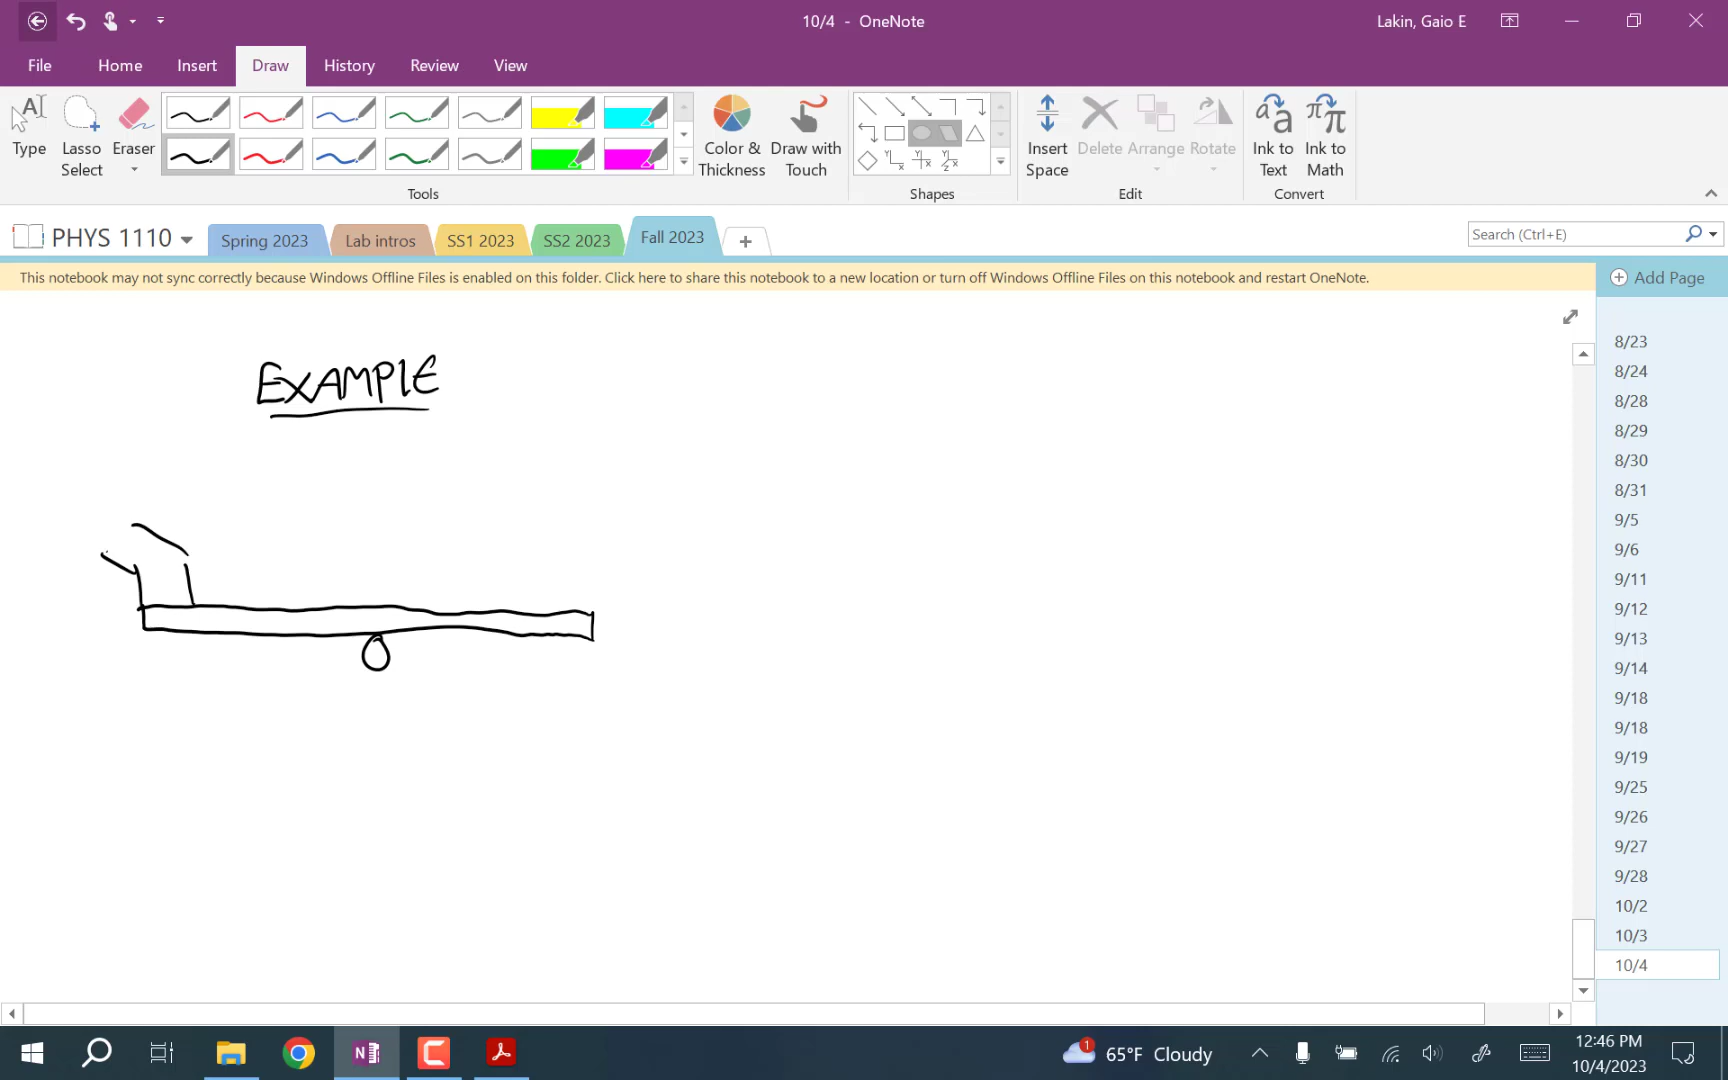 10/4 - OneNote
Lakin, Gaio E
File Home Insert Draw History Review View
Type
Lasso Select
Eraser
Color & Thickness
Draw with Touch
Insert Space
Delete
Arrange
Rotate
Ink to Text
Ink to Math
Tools
Shapes
Edit
Convert
PHYS 1110
Spring 2023
Lab intros
SS1 2023
SS2 2023
Fall 2023
Search (Ctrl+E)
This notebook may not sync correctly because Windows Offline Files is enabled on this folder. Click here to share this notebook to a new location or turn off Windows Offline Files on this notebook and restart OneNote.
Add Page
EXAMPLE
8/23
8/24
8/28
8/29
8/30
8/31
9/5
9/6
9/11
9/12
9/13
9/14
9/18
9/18
9/19
9/25
9/26
9/27
9/28
10/2
10/3
10/4
1
65°F Cloudy
12:46 PM
10/4/2023